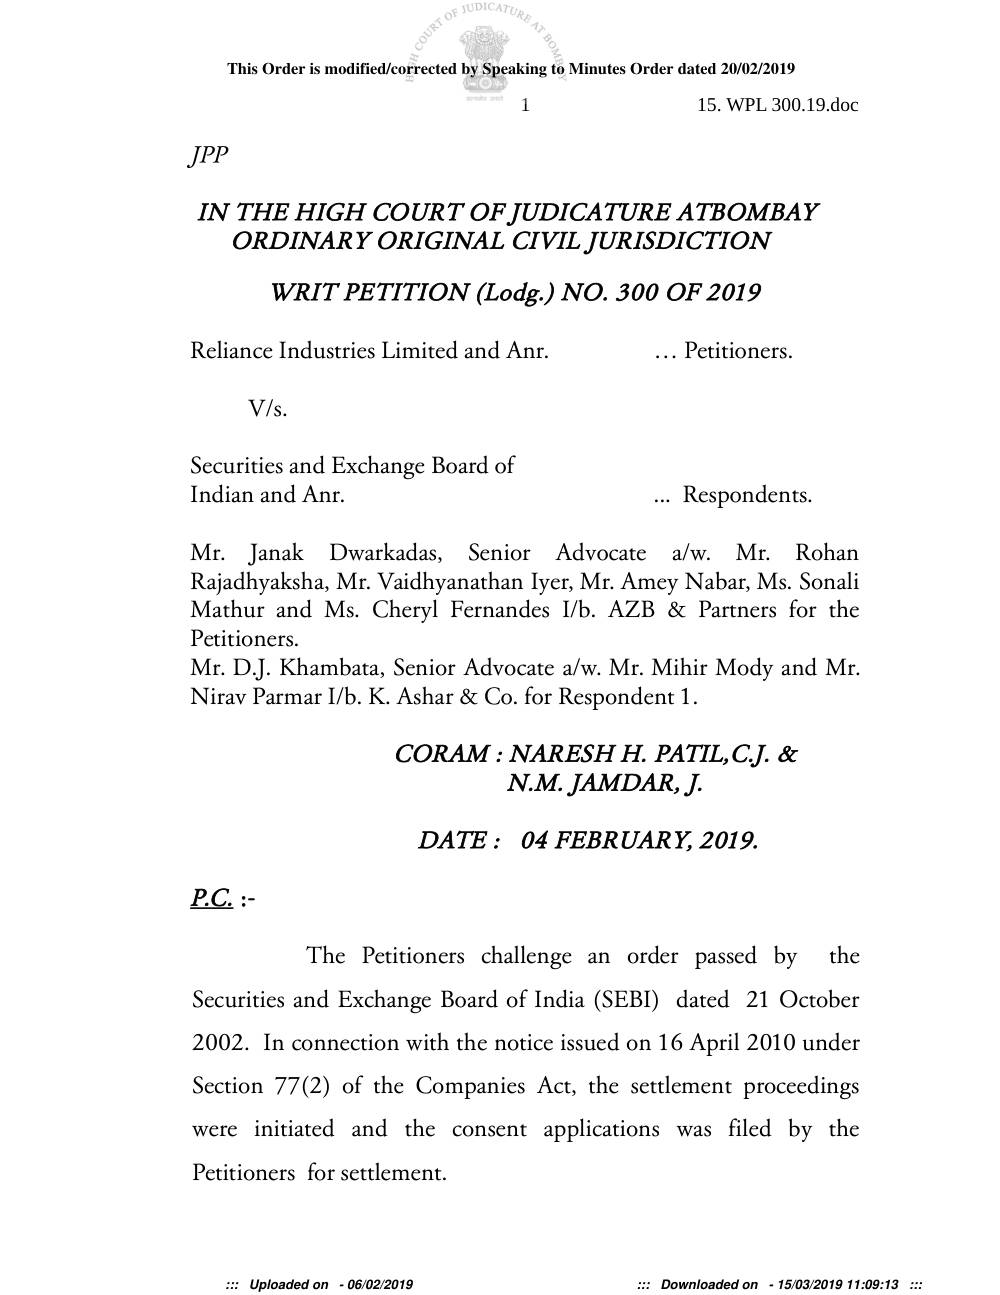 HIGH COURT OF JUDICATURE AT BOMBAY
This Order is modified/corrected by Speaking to Minutes Order dated 20/02/2019
1 15. WPL 300.19.doc
JPP
IN THE HIGH COURT OF JUDICATURE ATBOMBAY
ORDINARY ORIGINAL CIVIL JURISDICTION
WRIT PETITION (Lodg.) NO. 300 OF 2019
Reliance Industries Limited and Anr. … Petitioners.
V/s.
Securities and Exchange Board of
Indian and Anr. ... Respondents.
Mr. Janak Dwarkadas, Senior Advocate a/w. Mr. Rohan
Rajadhyaksha, Mr. Vaidhyanathan Iyer, Mr. Amey Nabar, Ms. Sonali
Mathur and Ms. Cheryl Fernandes I/b. AZB & Partners for the
Petitioners.
Mr. D.J. Khambata, Senior Advocate a/w. Mr. Mihir Mody and Mr.
Nirav Parmar I/b. K. Ashar & Co. for Respondent 1.
CORAM : NARESH H. PATIL,C.J. &
N.M. JAMDAR, J.
DATE : 04 FEBRUARY, 2019.
P.C. :-
The Petitioners challenge an order passed by the
Securities and Exchange Board of India (SEBI) dated 21 October
2002. In connection with the notice issued on 16 April 2010 under
Section 77(2) of the Companies Act, the settlement proceedings
were initiated and the consent applications was filed by the
Petitioners for settlement.
::: Uploaded on - 06/02/2019 ::: Downloaded on - 15/03/2019 11:09:13 :::